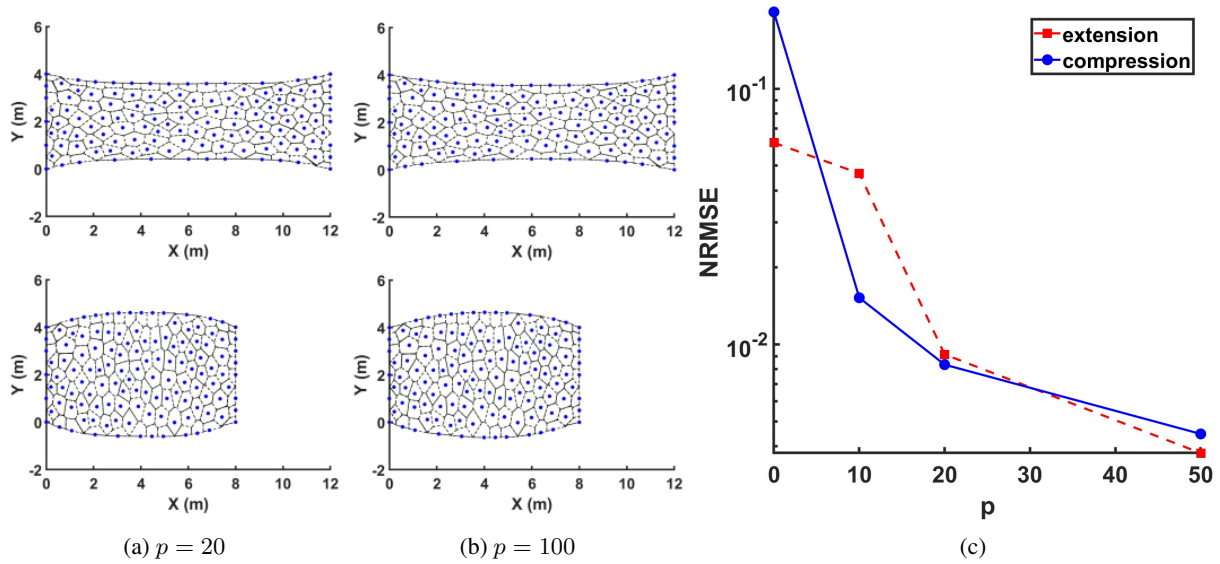 6
4
2
0
-2
Y (m)
0 2 4 6 8 10 12
X (m)
6
4
2
0
-2
Y (m)
0 2 4 6 8 10 12
X (m)
6
4
2
0
-2
Y (m)
0 2 4 6 8 10 12
X (m)
6
4
2
0
-2
Y (m)
0 2 4 6 8 10 12
X (m)
extension
compression
10-1
10-2
NRMSE
0 10 20 30 40 50
p
(a) p = 20
(b) p = 100
(c)